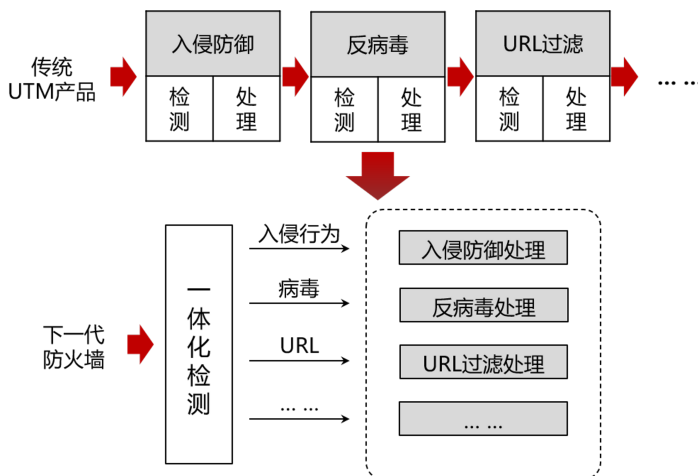 传统
UTM产品
入侵防御
检测
处理
反病毒
检测
处理
URL过滤
检测
处理
... ...
下一代
防火墙
一体化检测
入侵行为
病毒
URL
... ...
入侵防御处理
反病毒处理
URL过滤处理
... ...